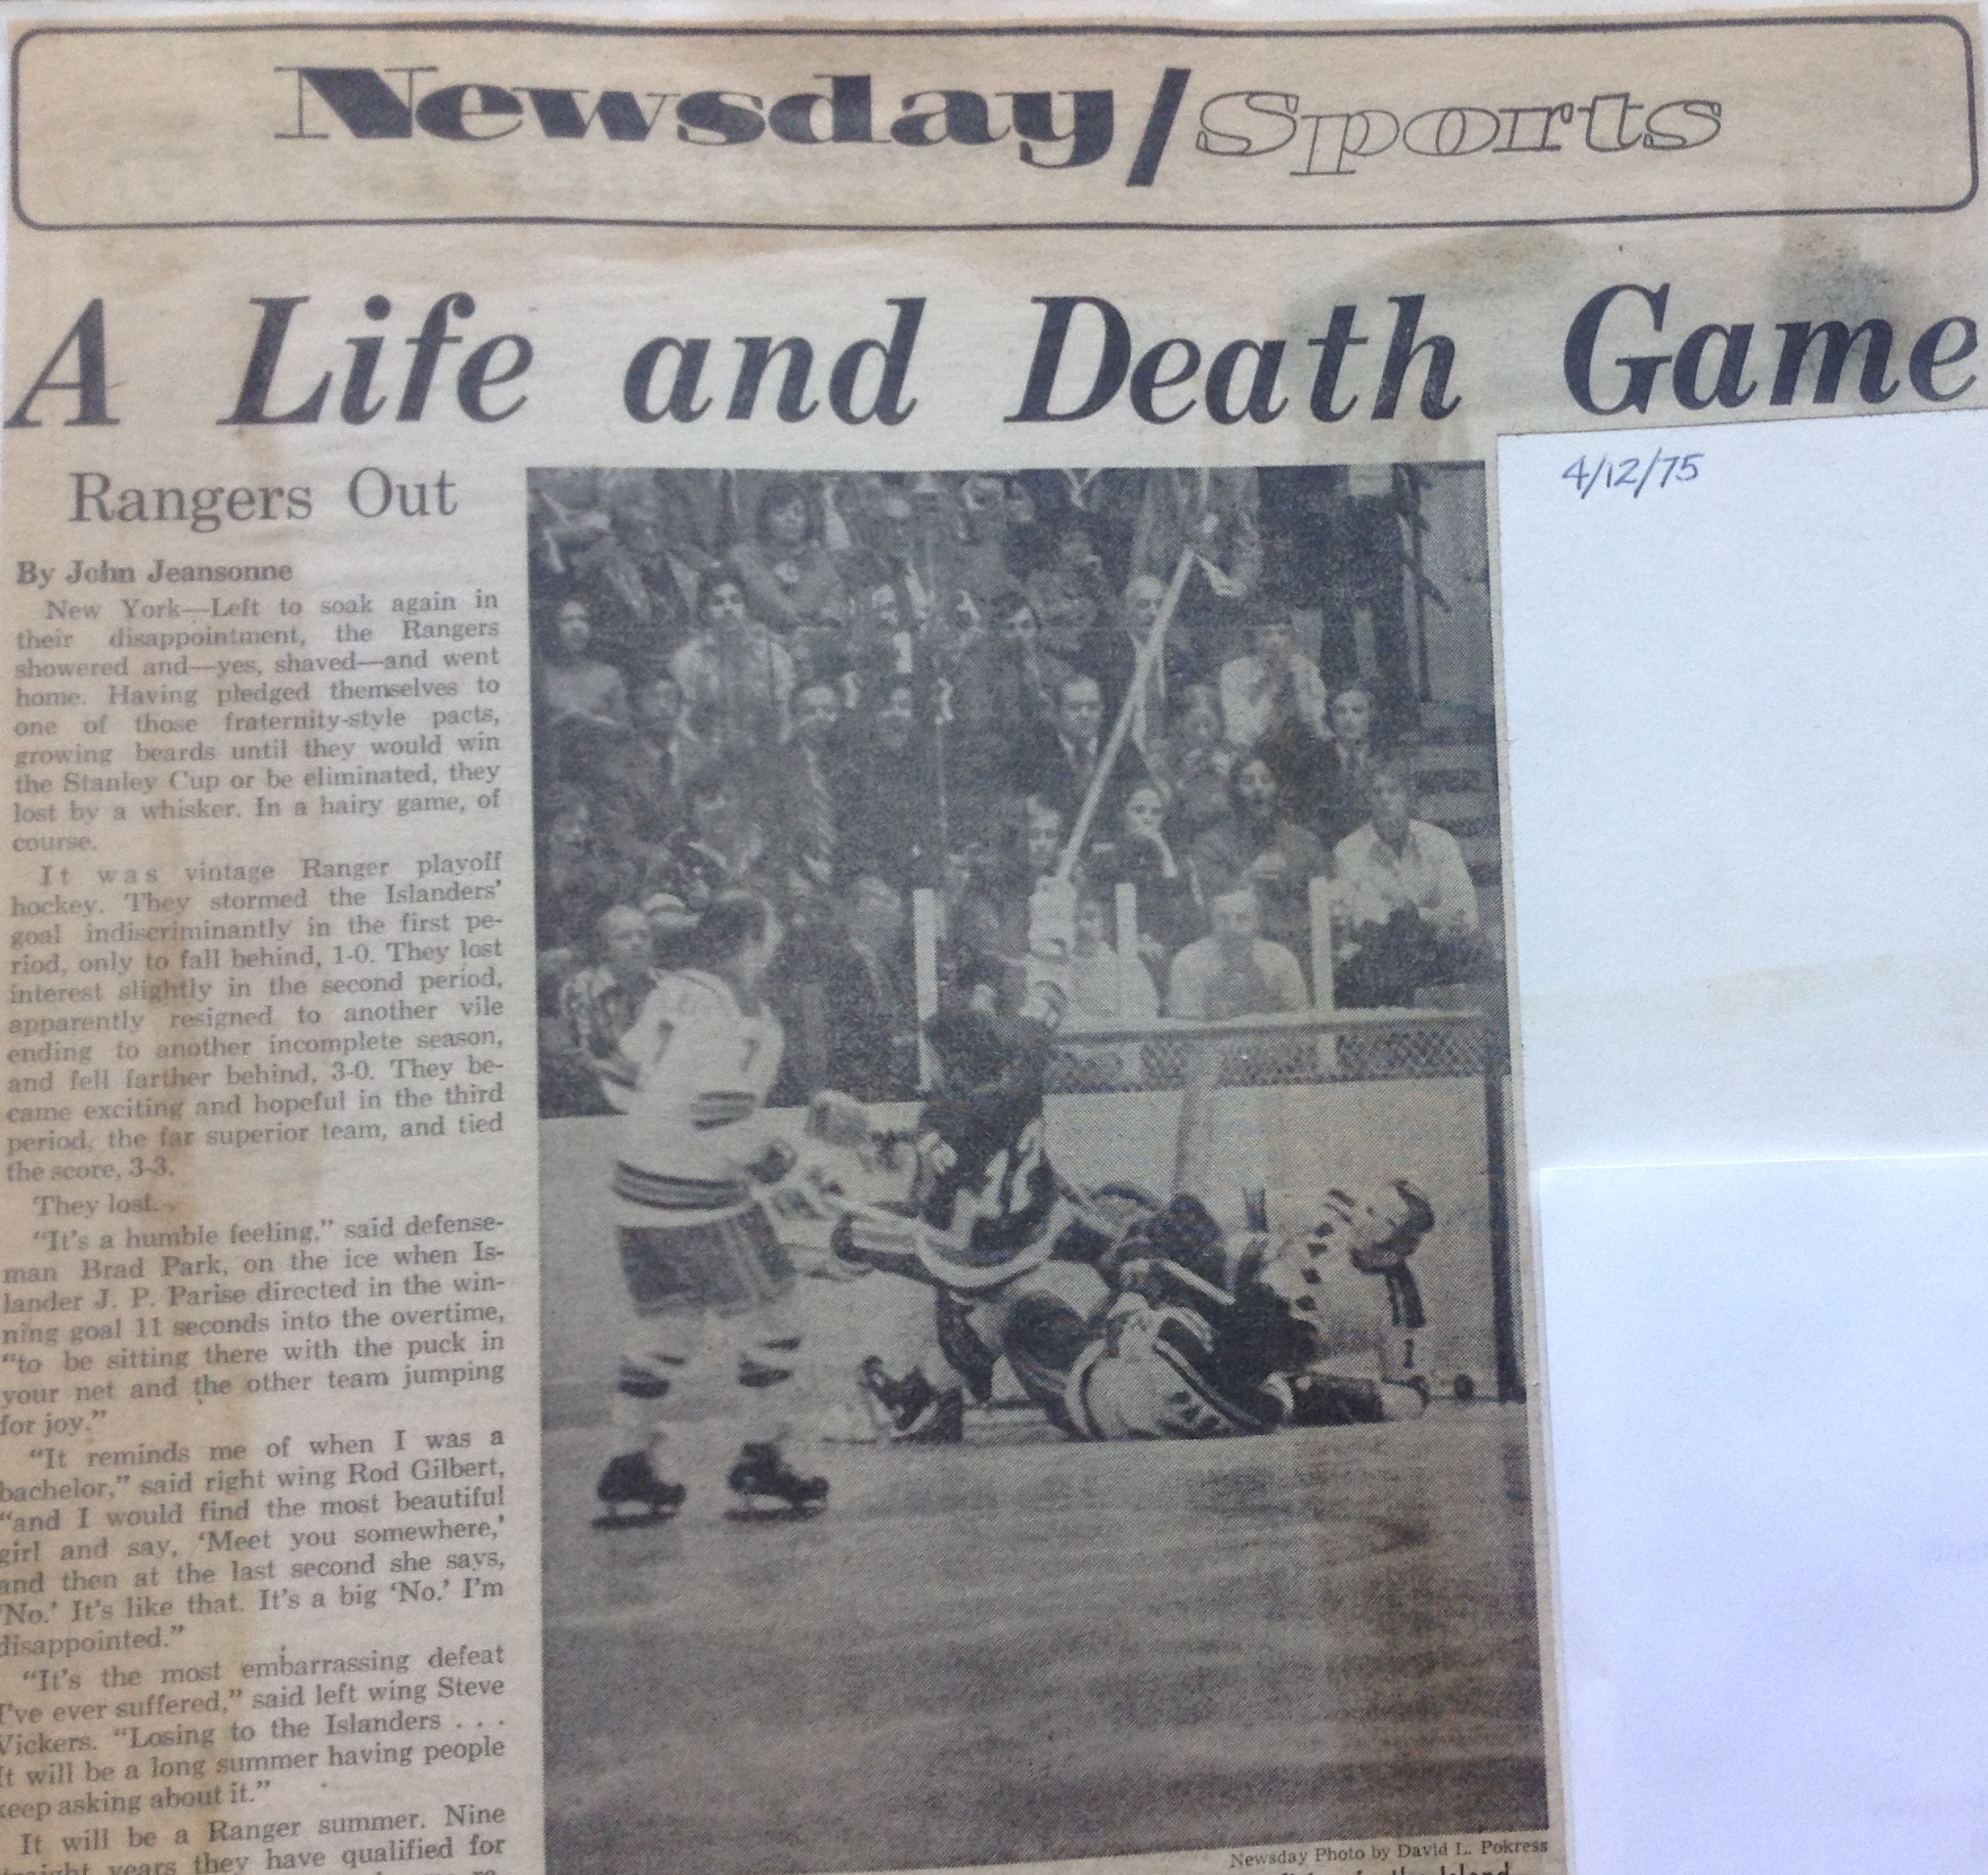 Newsday/Sports
A Life and Death Game
4/12/75
Rangers Out
By John Jeansonne
New York—Left to soak again in
their disappointment, the Rangers
showered and—yes, shaved—and went
home. Having pledged themselves to
one of those fraternity-style pacts,
growing beards until they would win
the Stanley Cup or be eliminated, they
lost by a whisker. In a hairy game, of
course.
It was vintage Ranger playoff
hockey. They stormed the Islanders'
goal indiscriminantly in the first pe-
riod, only to fall behind, 1-0. They lost
interest slightly in the second period,
apparently resigned to another vile
ending to another incomplete season,
and fell farther behind, 3-0. They be-
came exciting and hopeful in the third
period, the far superior team, and tied
the score, 3-3.
They lost.
"It's a humble feeling," said defense-
man Brad Park, on the ice when Is-
lander J. P. Parise directed in the win-
ning goal 11 seconds into the overtime,
"to be sitting there with the puck in
your net and the other team jumping
for joy."
"It reminds me of when I was a
bachelor," said right wing Rod Gilbert,
"and I would find the most beautiful
girl and say, 'Meet you somewhere,'
and then at the last second she says,
'No.' It's like that. It's a big 'No.' I'm
disappointed."
"It's the most embarrassing defeat
I've ever suffered," said left wing Steve
Vickers. "Losing to the Islanders . . .
It will be a long summer having people
keep asking about it."
It will be a Ranger summer. Nine
years they have qualified for
7
Newsday Photo by David L. Pokress